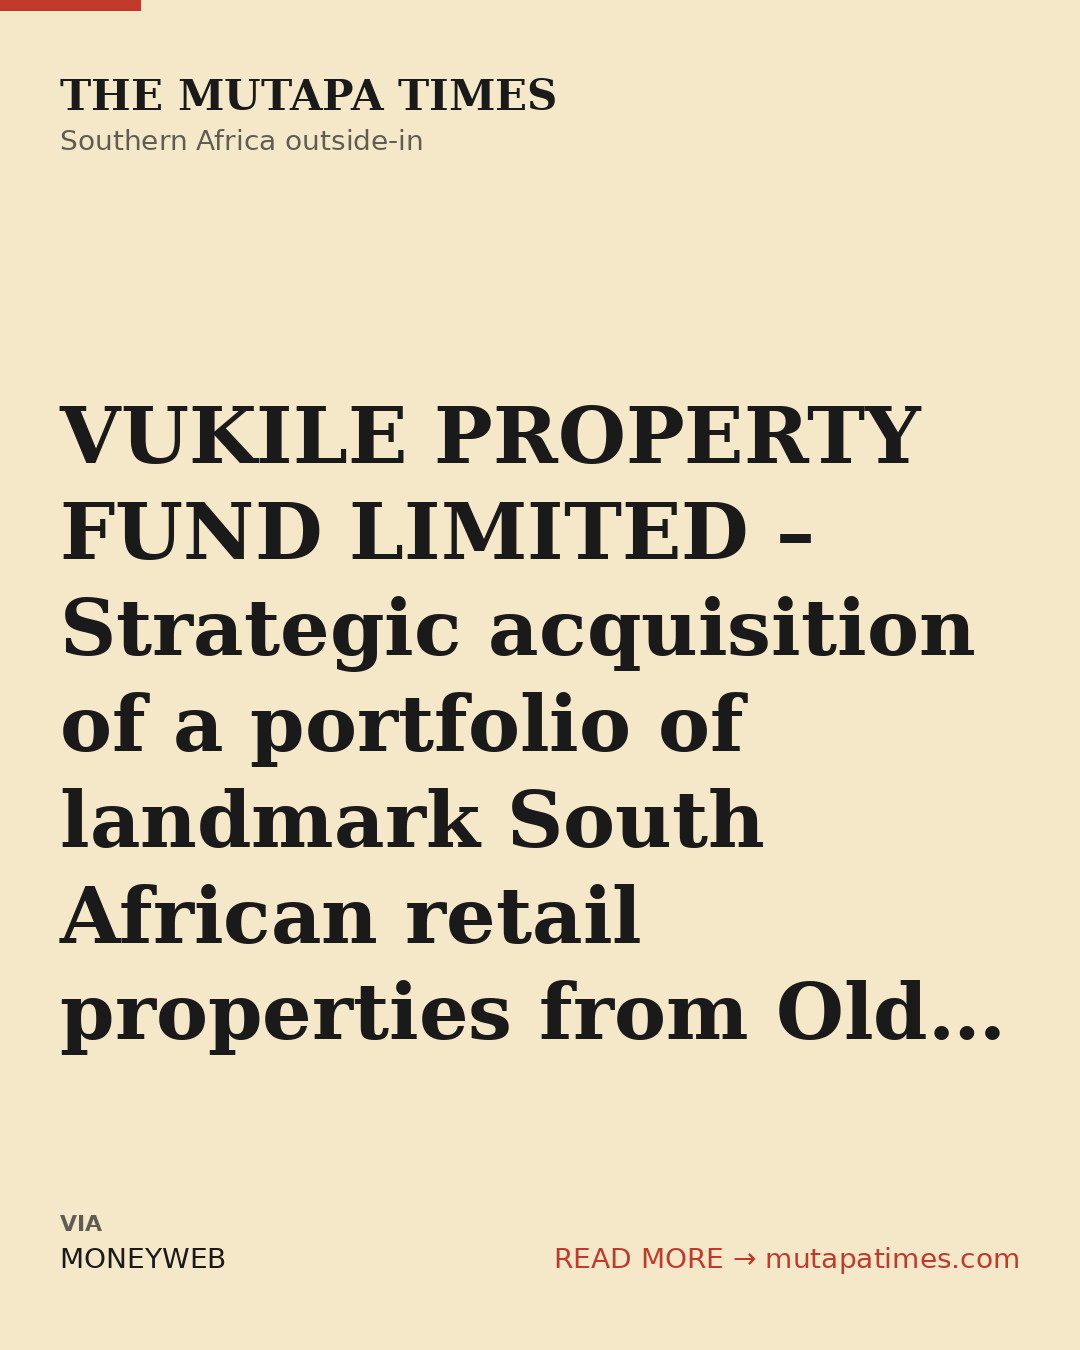 THE MUTAPA TIMES
Southern Africa outside-in
VUKILE PROPERTY
FUND LIMITED –
Strategic acquisition
of a portfolio of
landmark South
African retail
properties from Old…
VIA
MONEYWEB
READ MORE → mutapatimes.com